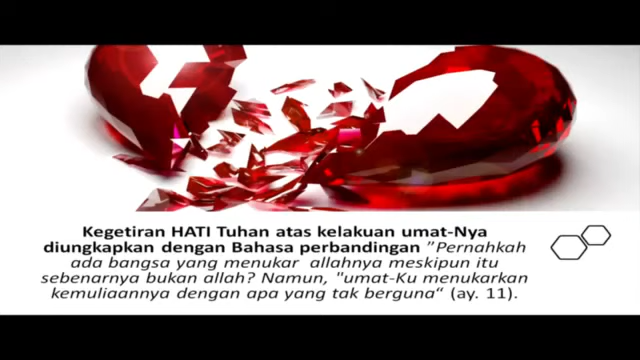 Kegetiran HATI Tuhan atas kelakuan umat-Nya
diungkapkan dengan Bahasa perbandingan ”Pernahkah
ada bangsa yang menukar allahnya meskipun itu
sebenarnya bukan allah? Namun, "umat-Ku menukarkan
kemuliaannya dengan apa yang tak berguna“ (ay. 11).